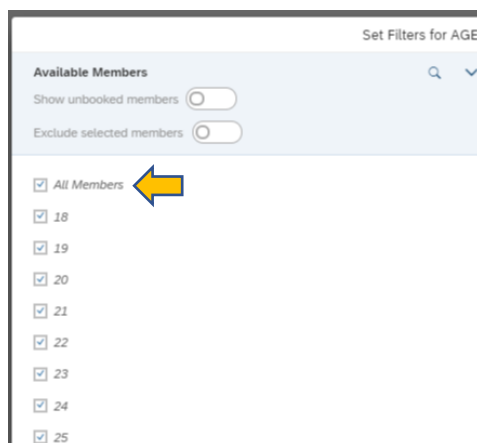 Set Filters for AGE
Available Members
Show unbooked members
Exclude selected members
All Members
18
19
20
21
22
23
24
25